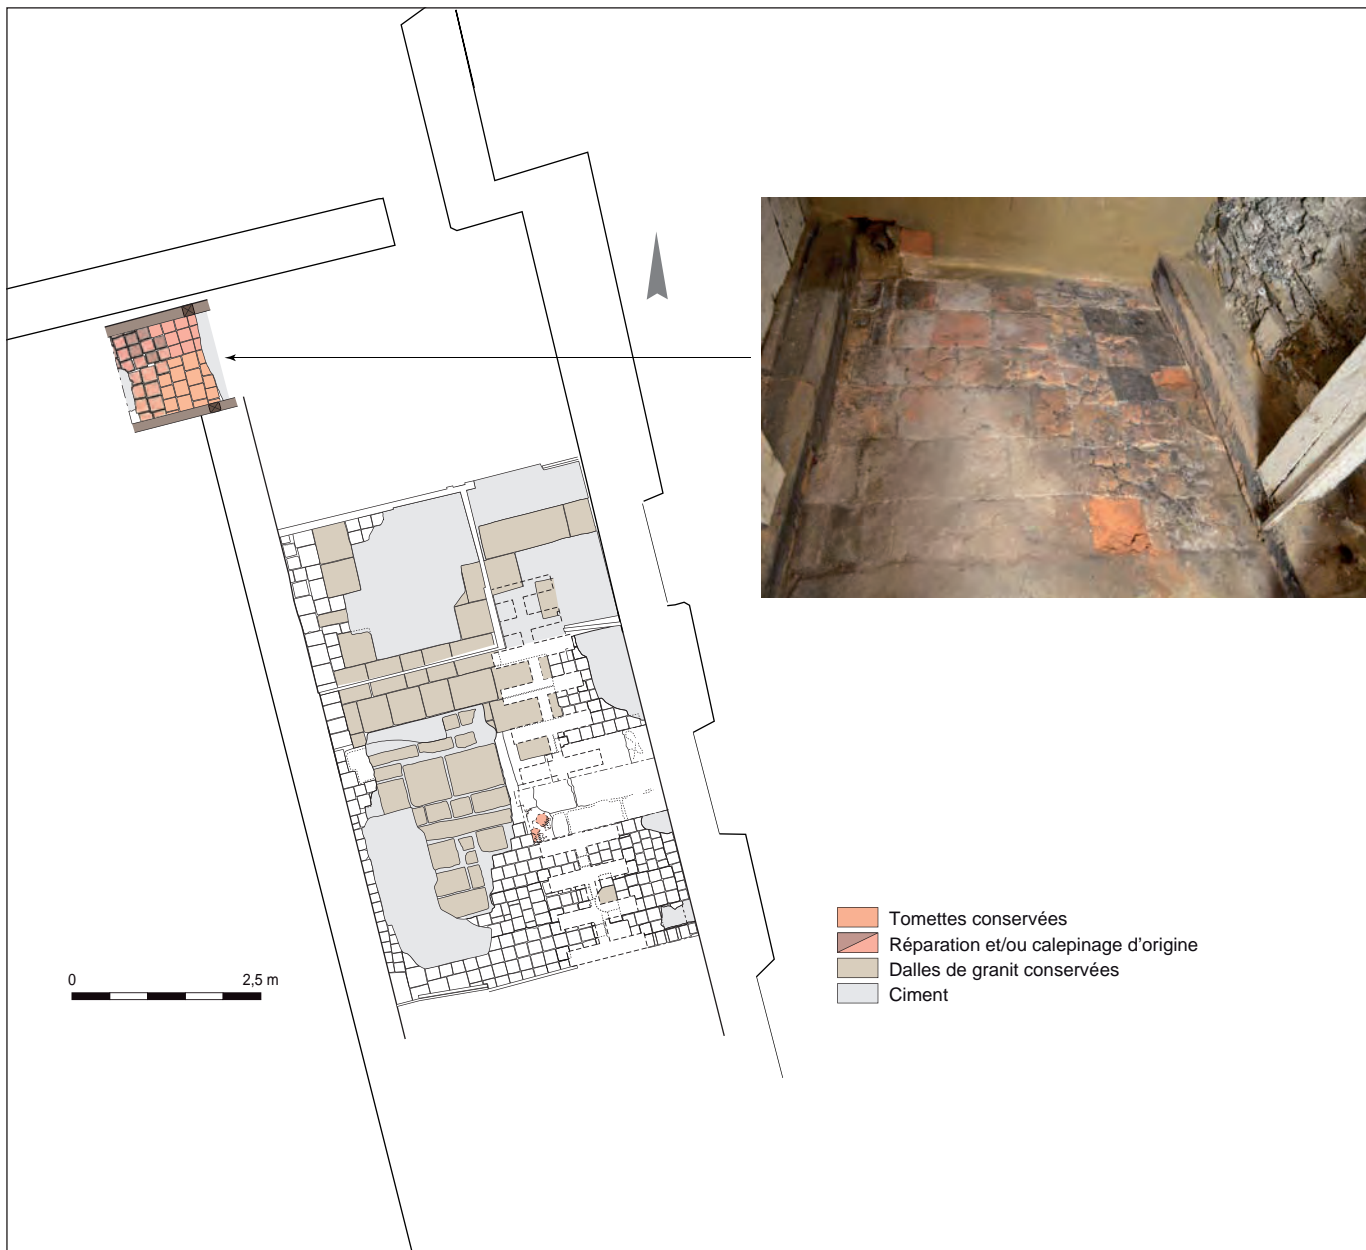 Tomettes conservées
Réparation et/ou calepinage d'origine
Dalles de granit conservées
Ciment
0 2,5 m